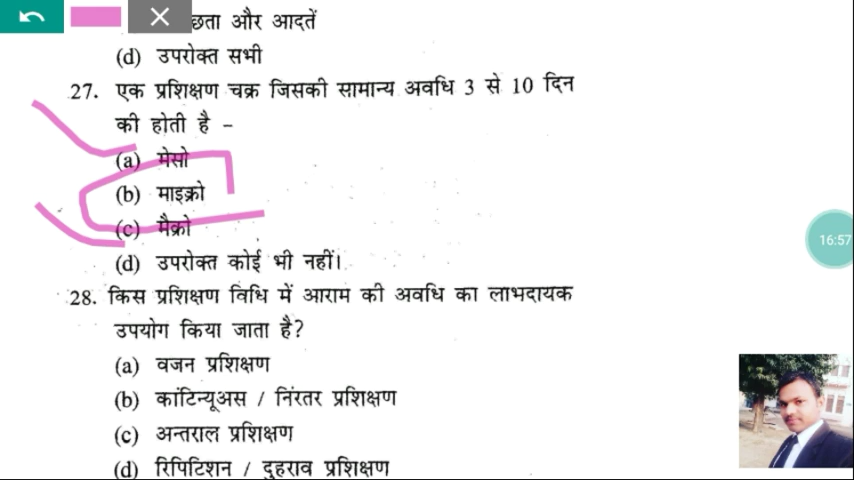 छता और आदतें
(d) उपरोक्त सभी
27. एक प्रशिक्षण चक्र जिसकी सामान्य अवधि 3 से 10 दिन
की होती है –
(a) मेसो
(b) माइक्रो
(c) मैक्रो
(d) उपरोक्त कोई भी नहीं।
28. किस प्रशिक्षण विधि में आराम की अवधि का लाभदायक
उपयोग किया जाता है?
(a) वजन प्रशिक्षण
(b) कांटिन्यूअस / निंरतर प्रशिक्षण
(c) अन्तराल प्रशिक्षण
(d) रिपिटिशन / दुहराव प्रशिक्षण
16:57